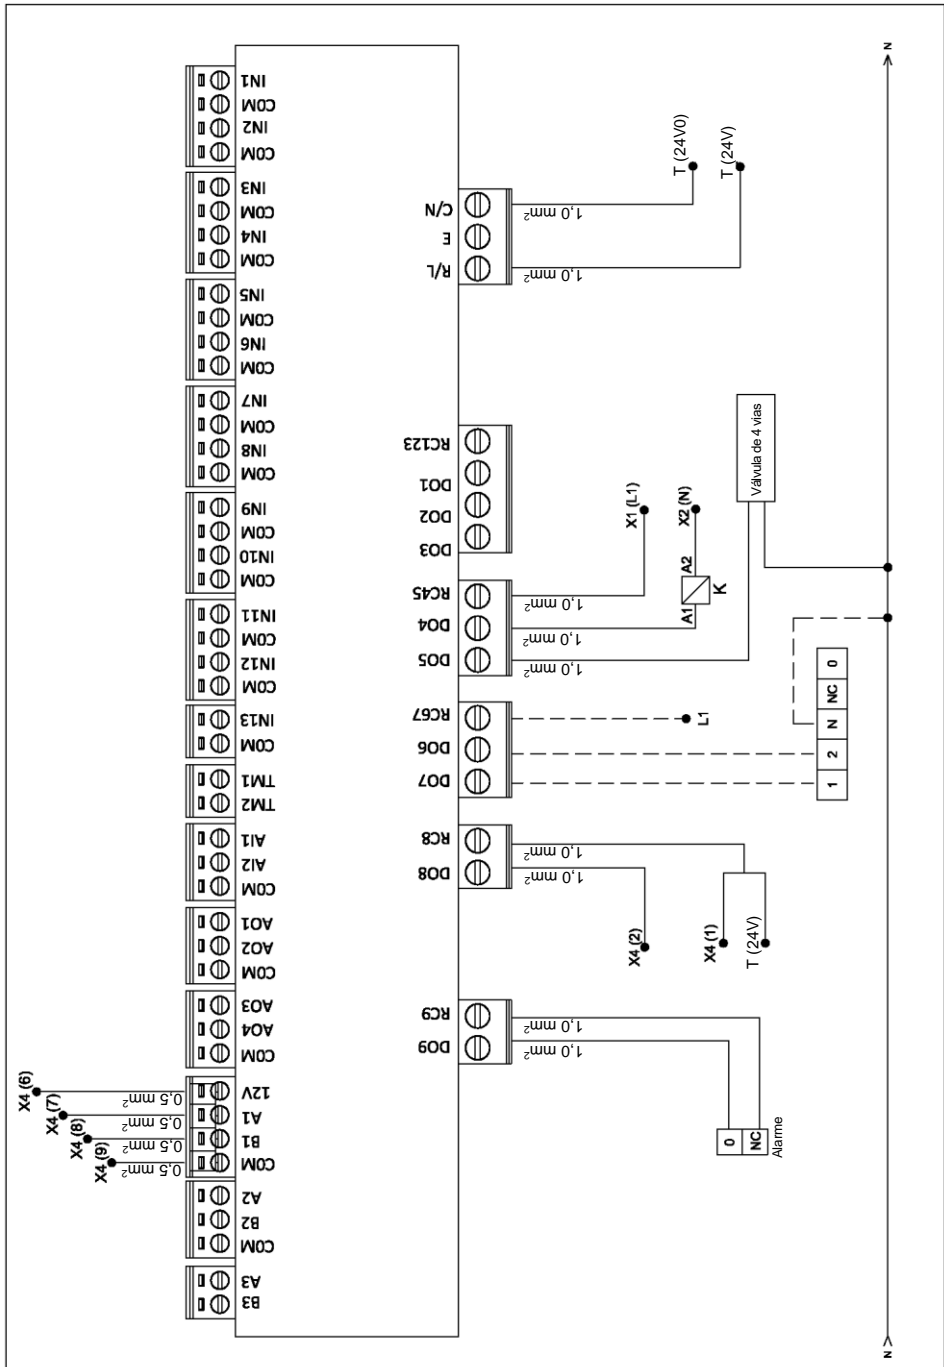 IN1
COM
IN2
COM
IN3
COM
IN4
COM
IN5
COM
IN6
COM
IN7
COM
IN8
COM
IN9
COM
IN10
COM
IN11
COM
IN12
COM
IN13
COM
TM1
TM2
AI1
AI2
COM
AO1
AO2
COM
AO3
AO4
COM
12V
A1
B1
COM
A2
B2
COM
A3
B3
X4 (6)
X4 (7)
X4 (8)
X4 (9)
0,5 mm²
0,5 mm²
0,5 mm²
0,5 mm²
C/N
E
R/L
1,0 mm²
1,0 mm²
T (24V0)
T (24V)
RC123
DO1
DO2
DO3
RC45
DO4
DO5
1,0 mm²
1,0 mm²
1,0 mm²
X1 (L1)
X2 (N)
A2
A1
K
Válvula de 4 vias
RC67
DO6
DO7
L1
0
NC
N
2
1
RC8
DO8
1,0 mm²
1,0 mm²
X4 (2)
X4 (1)
T (24V)
RC9
DO9
1,0 mm²
1,0 mm²
0
NC
Alarme
N
N